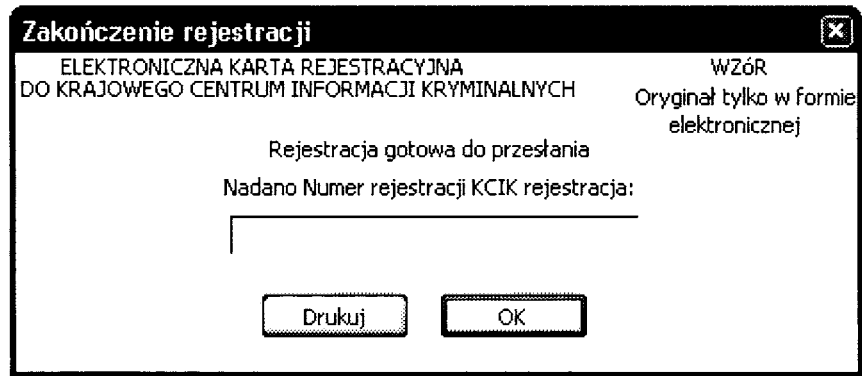 Zakończenie rejestracji
ELEKTRONICZNA KARTA REJESTRACYJNA
DO KRAJOWEGO CENTRUM INFORMACJI KRYMINALNYCH
WZóR
Oryginał tylko w formie
elektronicznej
Rejestracja gotowa do przesłania
Nadano Numer rejestracji KCIK rejestracja:
Drukuj
OK